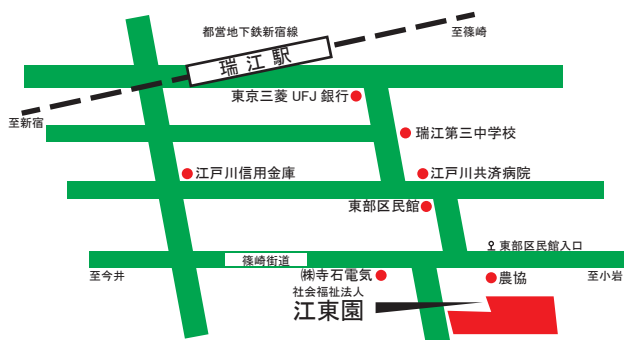 都営地下鉄新宿線
至篠崎
瑞江駅
東京三菱 UFJ 銀行
至新宿
瑞江第三中学校
江戸川信用金庫
江戸川共済病院
東部区民館
東部区民館入口
篠崎街道
至今井
㈱寺石電気
農協
至小岩
社会福祉法人
江東園